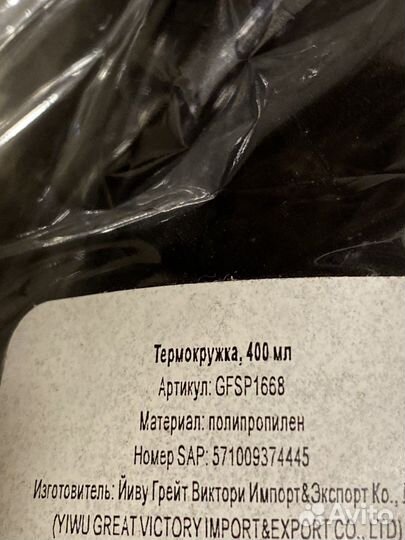 Термокружка, 400 мл
Артикул: GFSP1668
Материал: полипропилен
Номер SAP: 571009374445
Изготовитель: Йиву Грейт Виктори Импорт&Экспорт Ко.,
(YIWU GREAT VICTORY IMPORT&EXPORT CO., LTD)
Avito